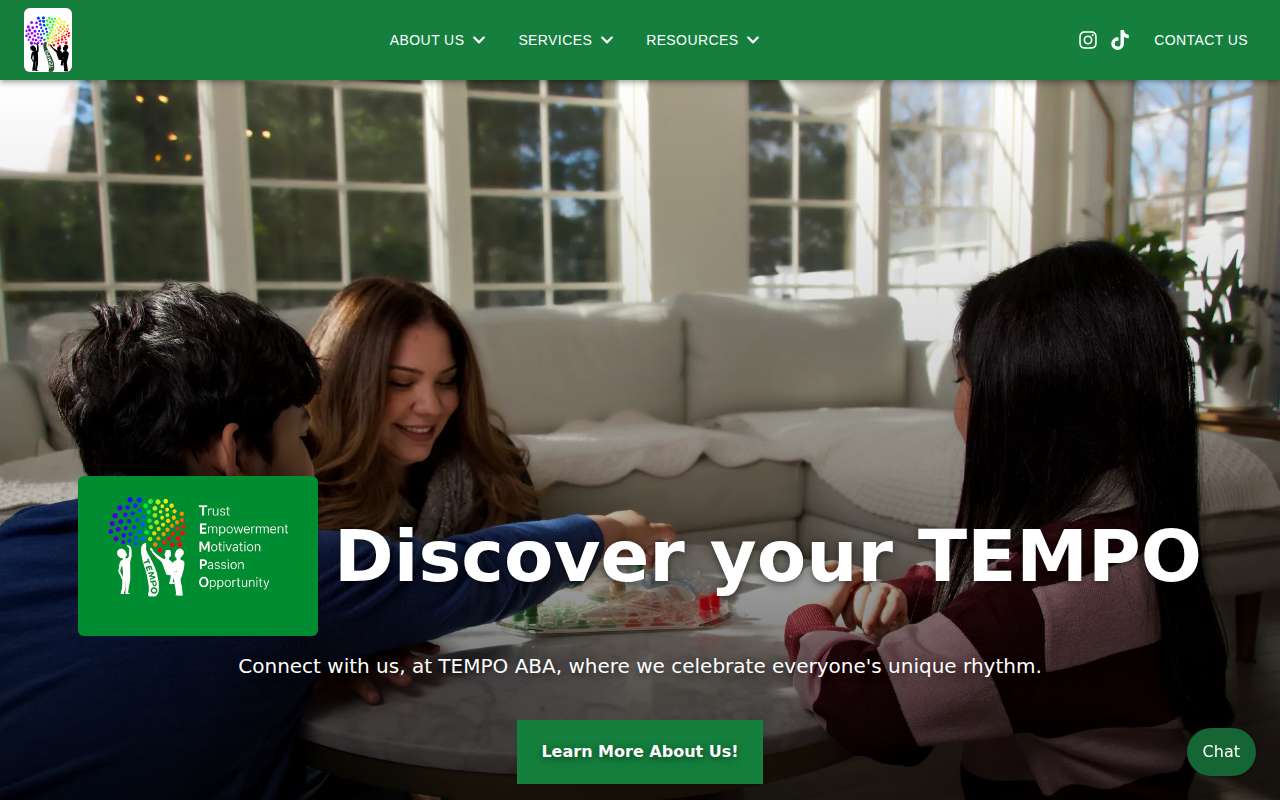 ABOUT US
SERVICES
RESOURCES
CONTACT US
Trust
Empowerment
Motivation
Passion
Opportunity
TEMPO
Discover your TEMPO
Connect with us, at TEMPO ABA, where we celebrate everyone's unique rhythm.
Learn More About Us!
Chat